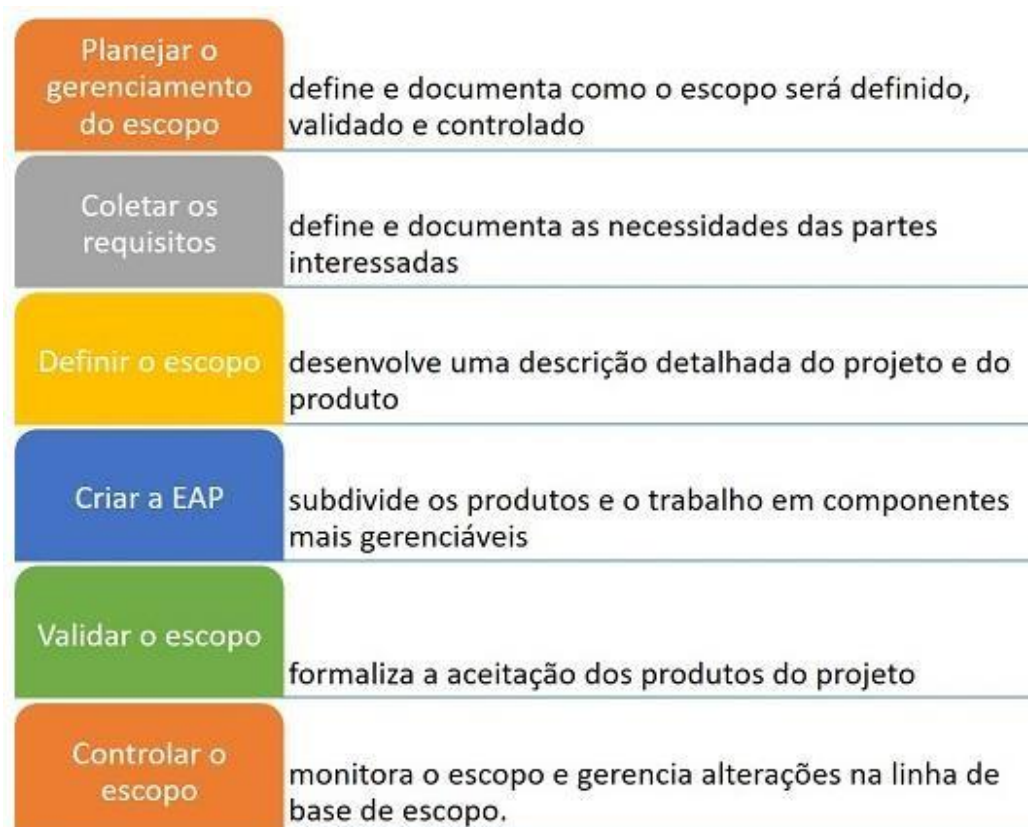 Planejar o
gerenciamento
do escopo
define e documenta como o escopo será definido,
validado e controlado
Coletar os
requisitos
define e documenta as necessidades das partes
interessadas
Definir o escopo
desenvolve uma descrição detalhada do projeto e do
produto
Criar a EAP
subdivide os produtos e o trabalho em componentes
mais gerenciáveis
Validar o escopo
formaliza a aceitação dos produtos do projeto
Controlar o
escopo
monitora o escopo e gerencia alterações na linha de
base de escopo.